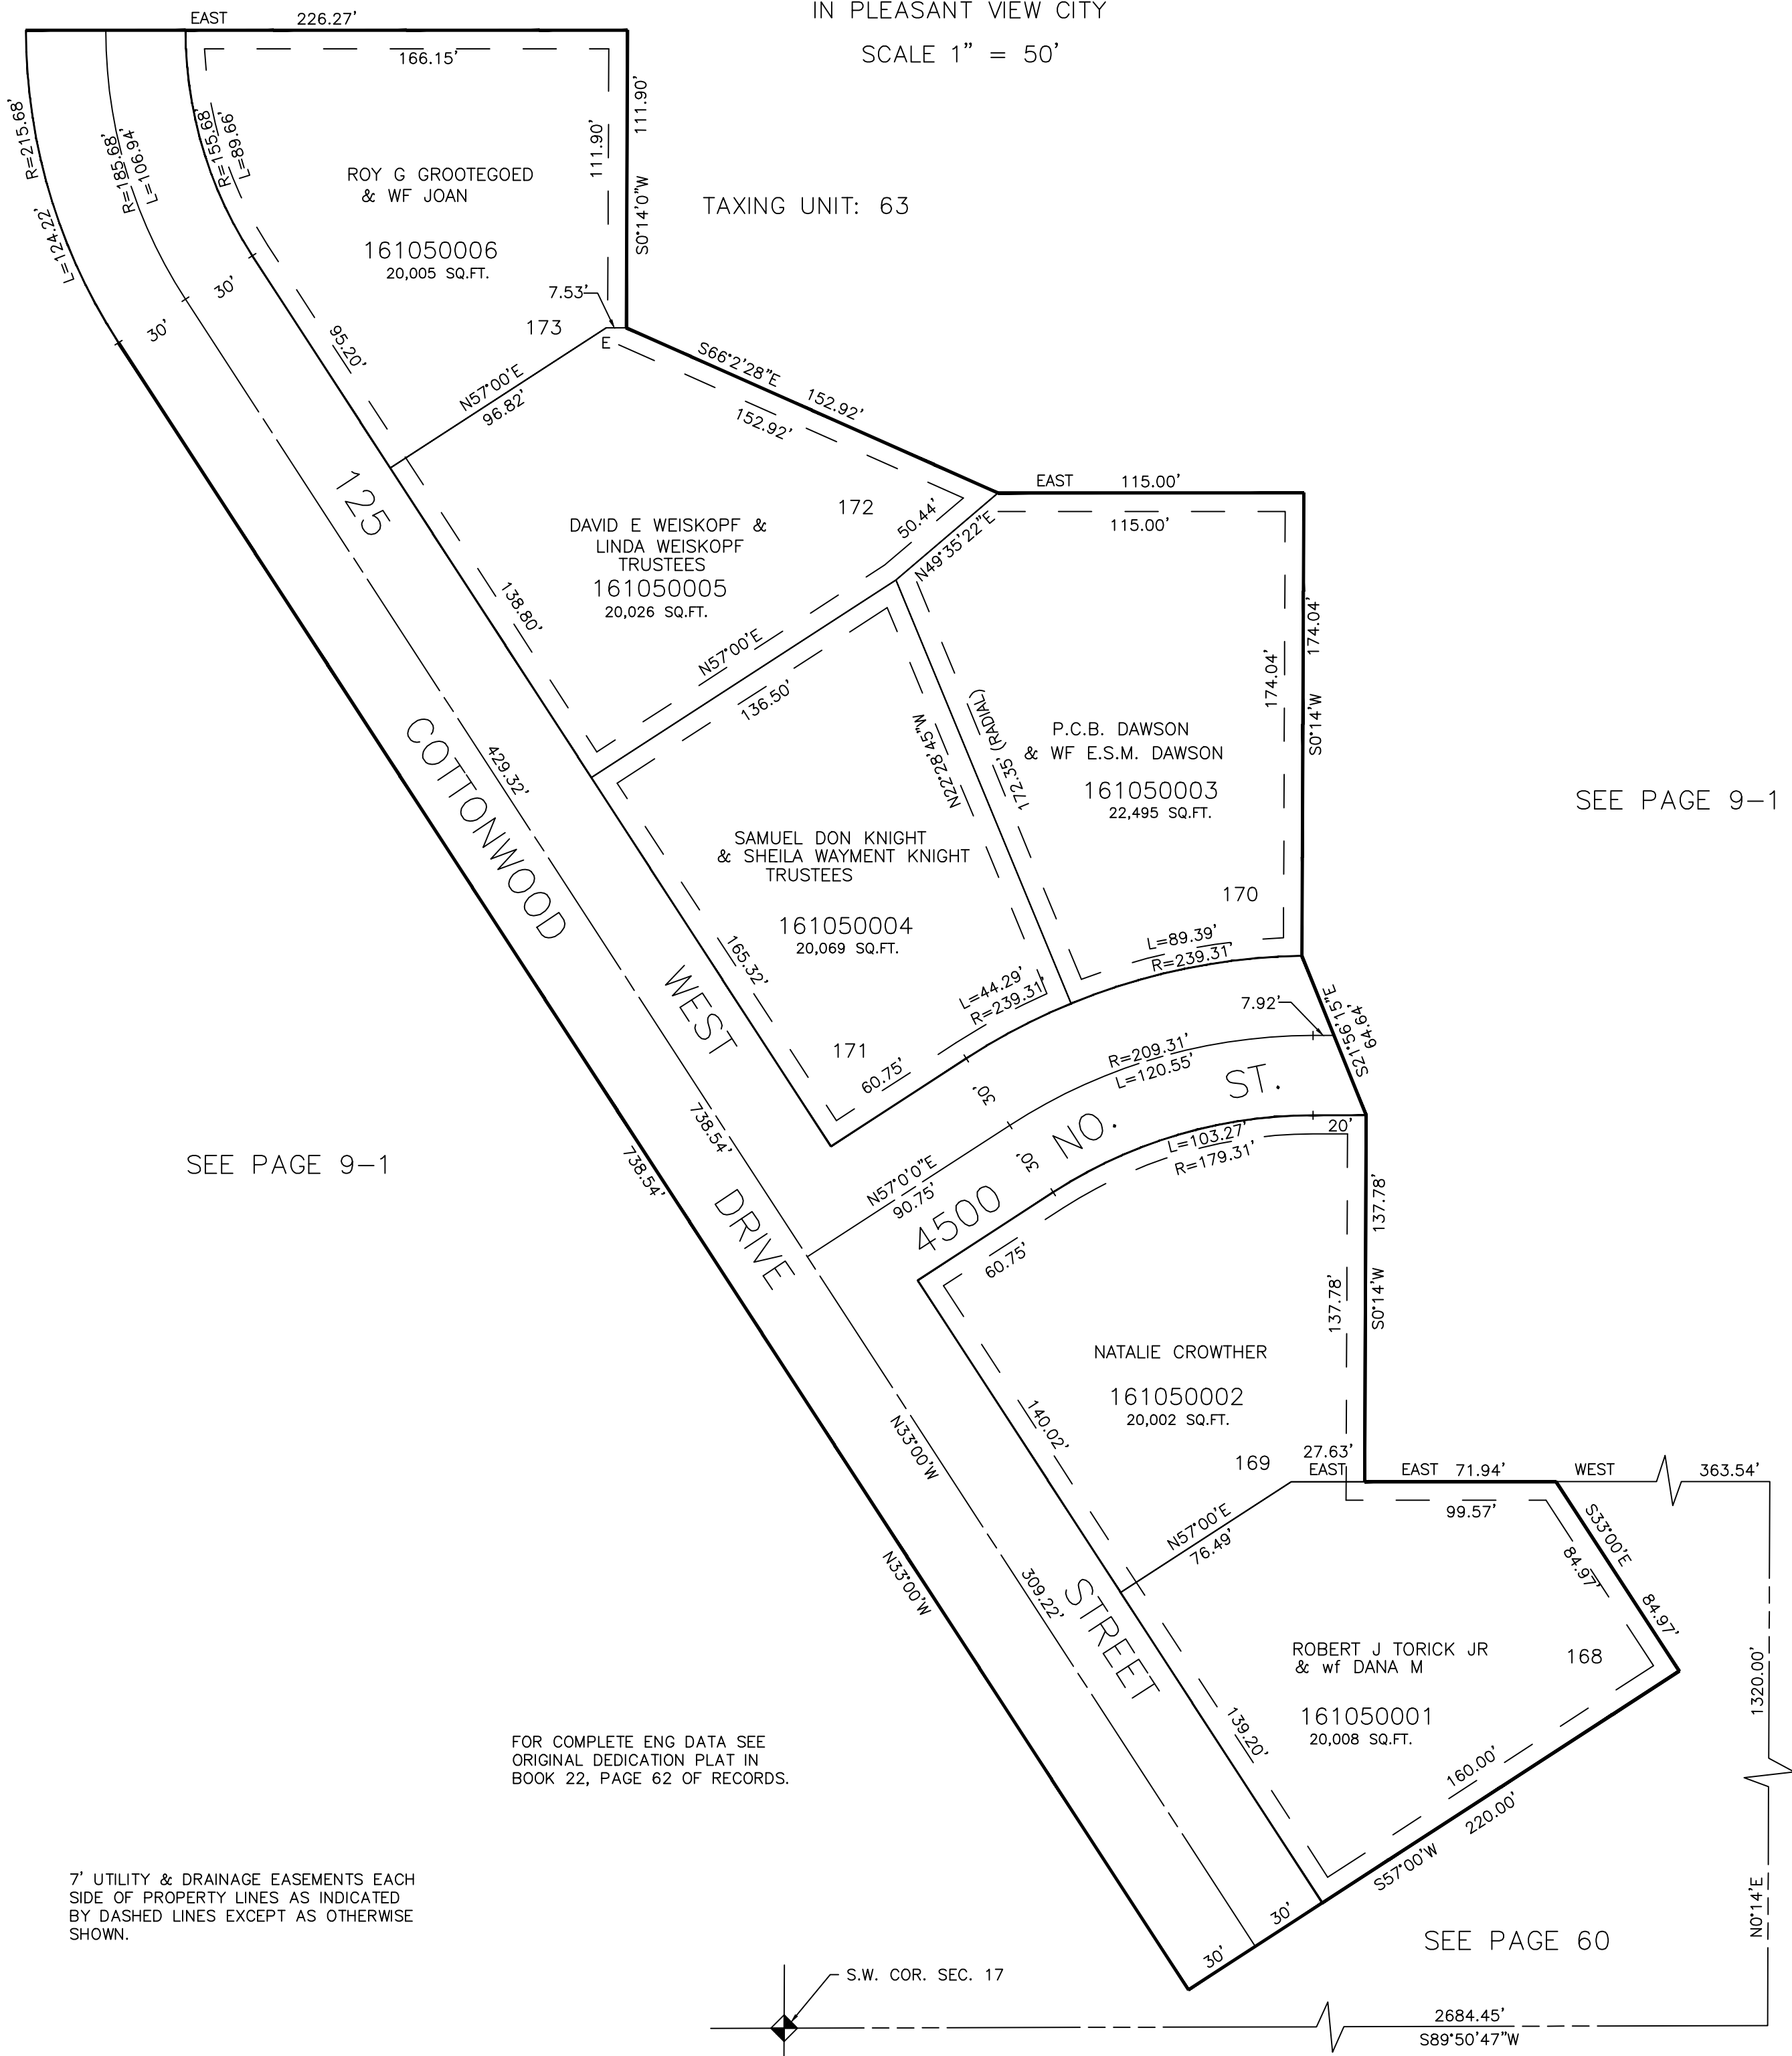 IN PLEASANT VIEW CITY
SCALE 1" = 50'
EAST 226.27'
166.15'
R=215.68'
L=124.22'
R=185.68'
L=106.94'
R=155.68'
L=89.66'
111.90'
111.90'
S0°14'0"W
ROY G GROOTEGOED
& WF JOAN
161050006
20,005 SQ.FT.
TAXING UNIT: 63
30'
30'
95.20'
173
7.53'
E
N57°00'E
96.82'
S66°2'28"E 152.92'
152.92'
125
172
DAVID E WEISKOPF &
LINDA WEISKOPF
TRUSTEES
161050005
20,026 SQ.FT.
138.80'
50.44'
N49°35'22"E
EAST 115.00'
115.00'
N57°00'E
136.50'
174.04'
174.04'
S0°14'W
N22°28'45"W
172.35' (RADIAL)
P.C.B. DAWSON
& WF E.S.M. DAWSON
161050003
22,495 SQ.FT.
170
SEE PAGE 9-1
COTTONWOOD
429.32'
SAMUEL DON KNIGHT
& SHEILA WAYMENT KNIGHT
TRUSTEES
161050004
20,069 SQ.FT.
171
WEST
165.32'
L=44.29'
R=239.31'
L=89.39'
R=239.31'
60.75'
7.92'
S21°56'15"E
64.64'
R=209.31'
L=120.55'
30'
30'
4500 NO. ST.
L=103.27'
R=179.31'
20'
SEE PAGE 9-1
738.54'
738.54'
N57°0'0"E
90.75'
DRIVE
60.75'
137.78'
137.78'
S0°14'W
NATALIE CROWTHER
161050002
20,002 SQ.FT.
169
140.02'
N33°00'W
N33°00'W
27.63'
EAST
EAST 71.94'
WEST 363.54'
99.57'
N57°00'E
76.49'
S33°00'E
84.97'
84.97'
309.22'
STREET
ROBERT J TORICK JR
& wf DANA M
168
161050001
20,008 SQ.FT.
139.20'
160.00'
220.00'
S57°00'W
30'
30'
1320.00'
N0°14'E
FOR COMPLETE ENG DATA SEE
ORIGINAL DEDICATION PLAT IN
BOOK 22, PAGE 62 OF RECORDS.
7' UTILITY & DRAINAGE EASEMENTS EACH
SIDE OF PROPERTY LINES AS INDICATED
BY DASHED LINES EXCEPT AS OTHERWISE
SHOWN.
SEE PAGE 60
S.W. COR. SEC. 17
2684.45'
S89°50'47"W